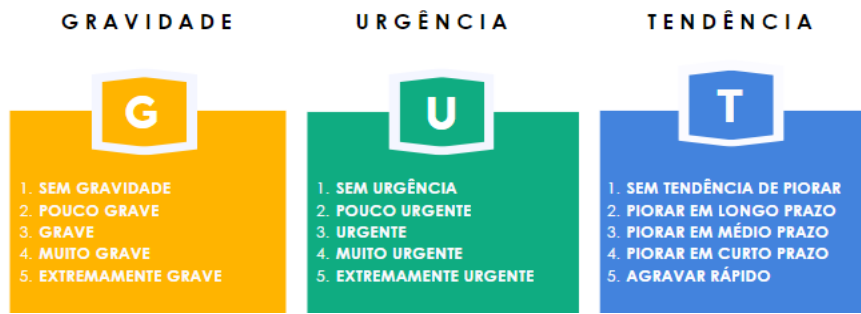 GRAVIDADE
G
1. SEM GRAVIDADE
2. POUCO GRAVE
3. GRAVE
4. MUITO GRAVE
5. EXTREMAMENTE GRAVE
URGÊNCIA
U
1. SEM URGÊNCIA
2. POUCO URGENTE
3. URGENTE
4. MUITO URGENTE
5. EXTREMAMENTE URGENTE
TENDÊNCIA
T
1. SEM TENDÊNCIA DE PIORAR
2. PIORAR EM LONGO PRAZO
3. PIORAR EM MÉDIO PRAZO
4. PIORAR EM CURTO PRAZO
5. AGRAVAR RÁPIDO